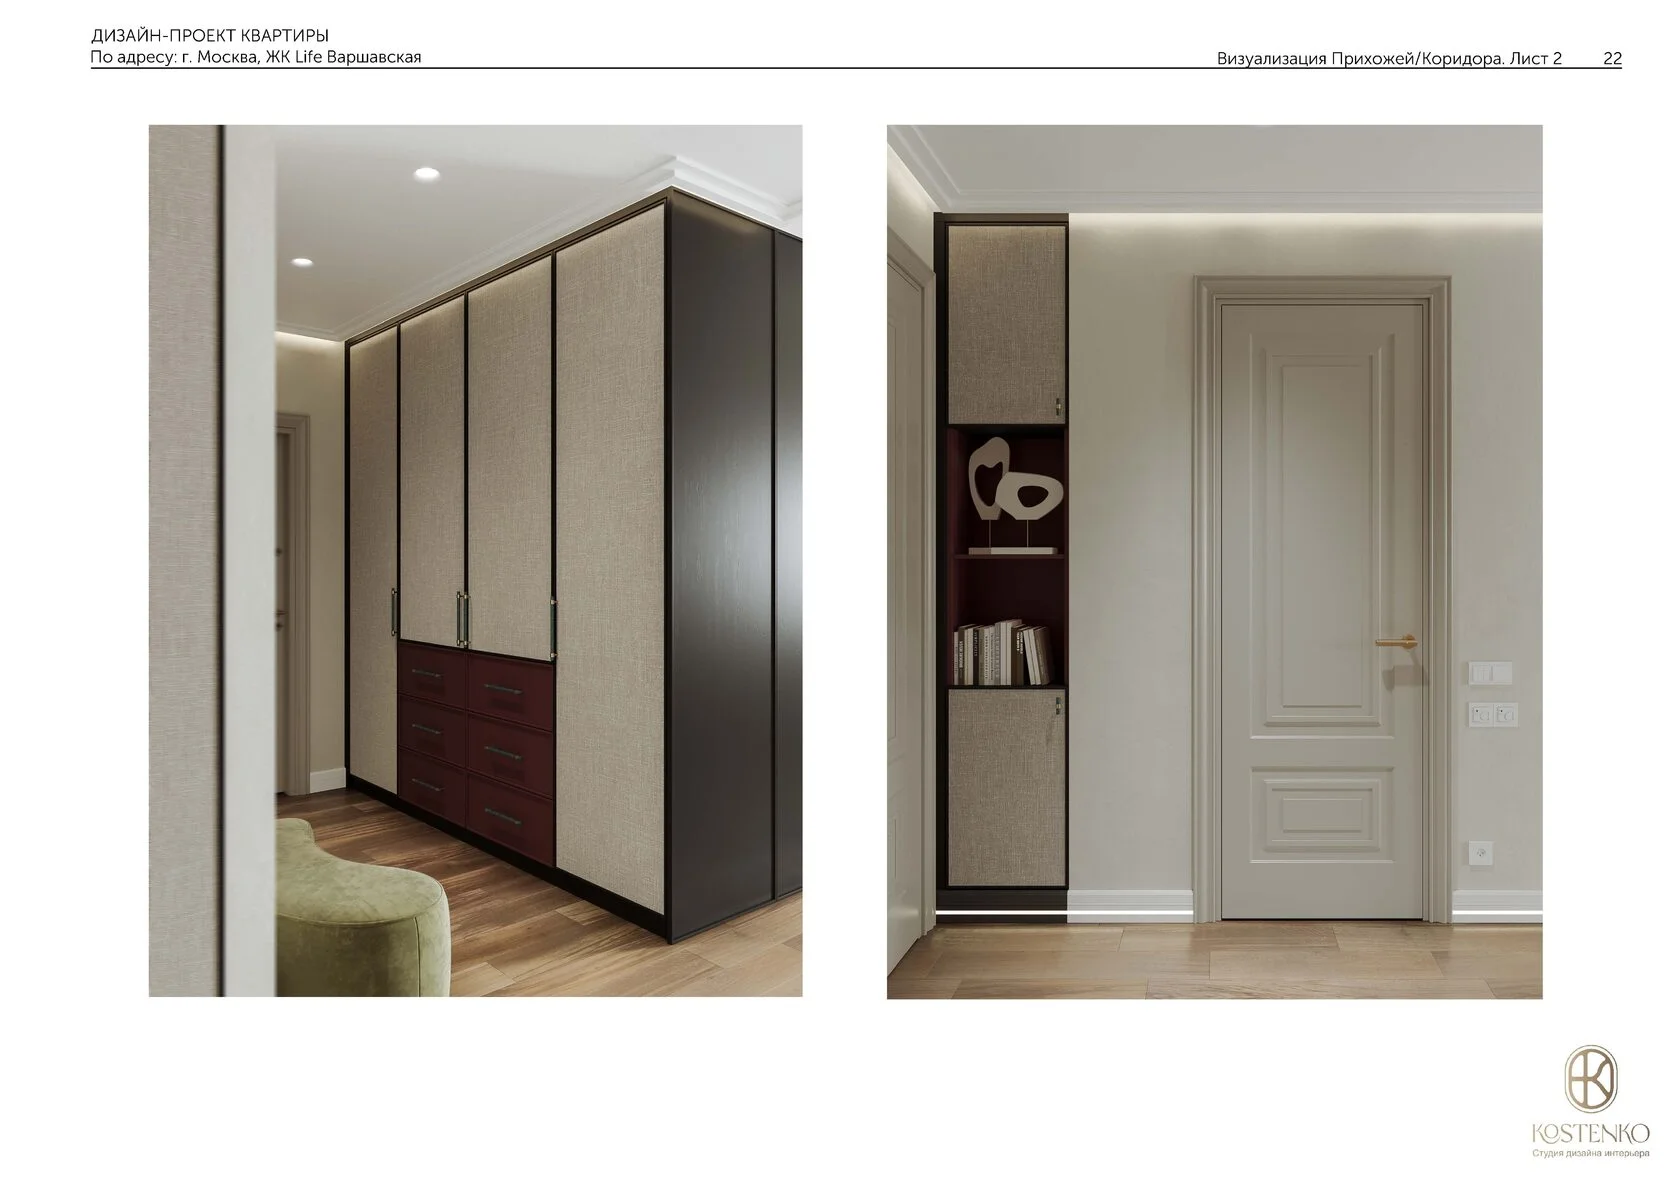 ДИЗАЙН-ПРОЕКТ КВАРТИРЫ
По адресу: г. Москва, ЖК Life Варшавская
Визуализация Прихожей/Коридора. Лист 2 22
KOSTENKO
Студия дизайна интерьера